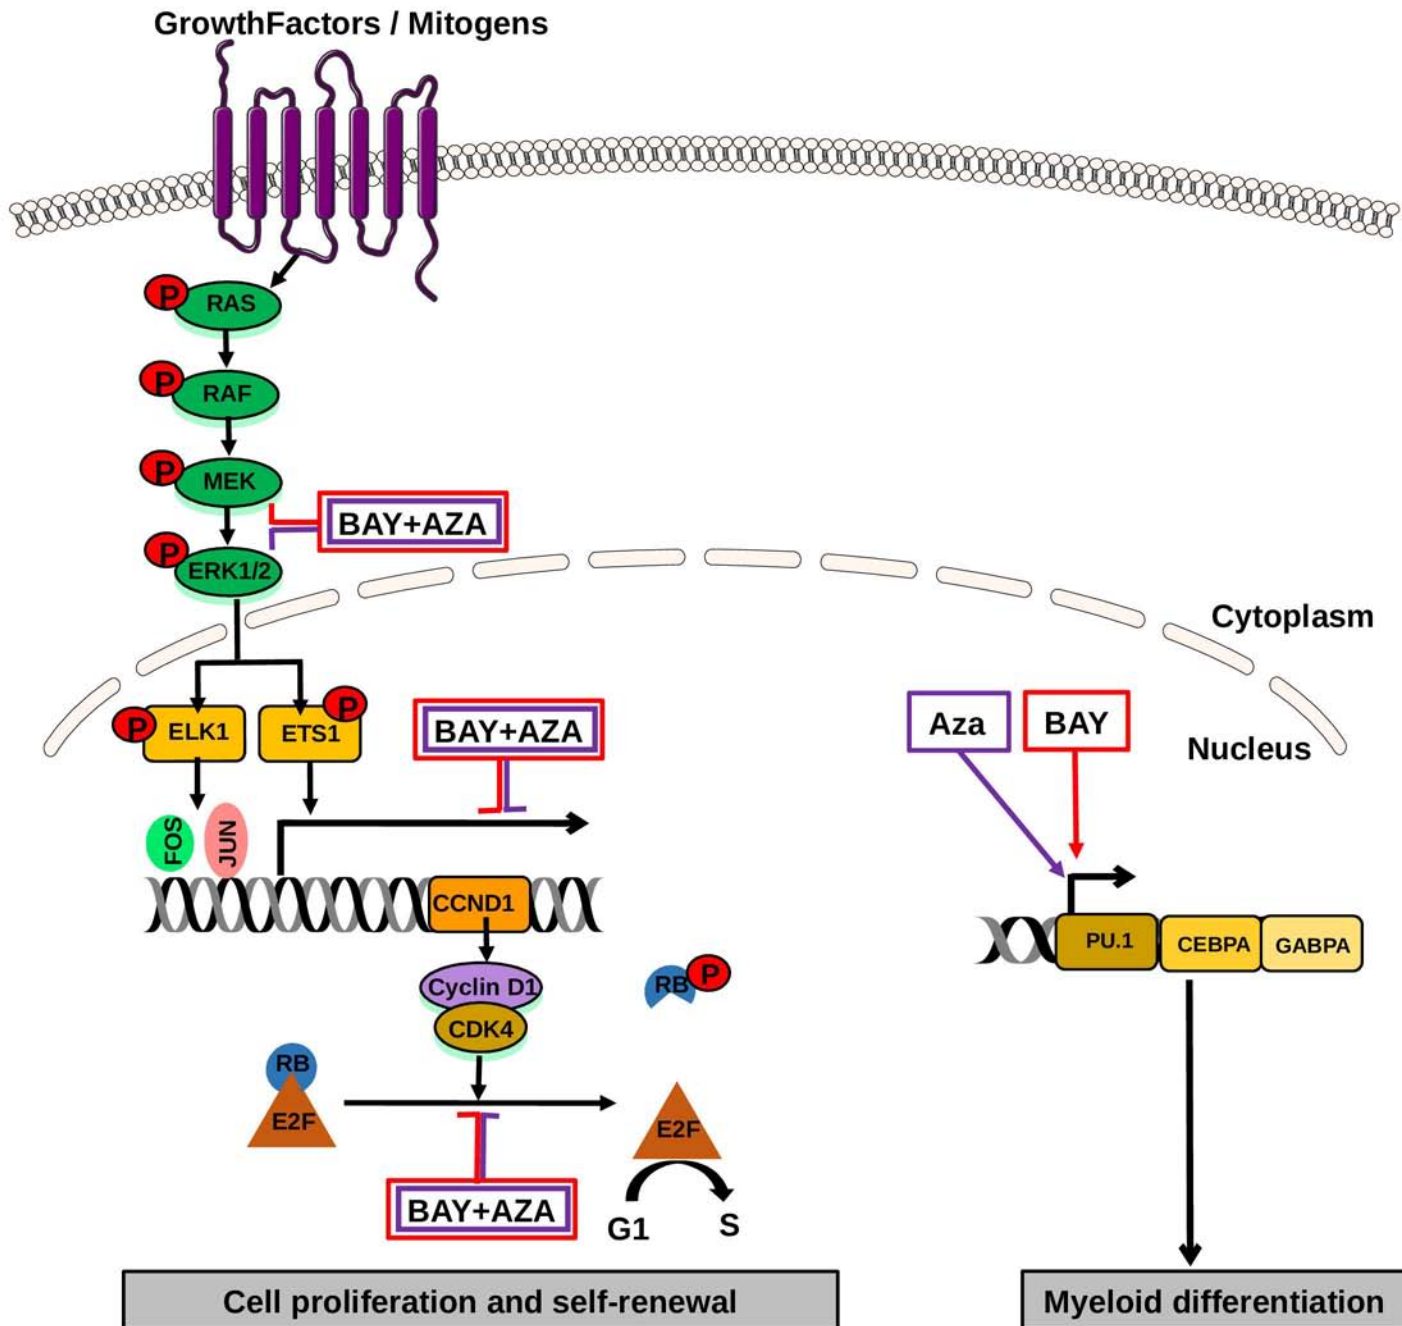 GrowthFactors / Mitogens
P
RAS
P
RAF
P
MEK
BAY+AZA
P
ERK1/2
Cytoplasm
Nucleus
P
ELK1
P
ETS1
BAY+AZA
Aza
BAY
FOS
JUN
CCND1
PU.1
CEBPA
GABPA
Cyclin D1
CDK4
RB
P
RB
E2F
E2F
BAY+AZA
G1
S
Cell proliferation and self-renewal
Myeloid differentiation